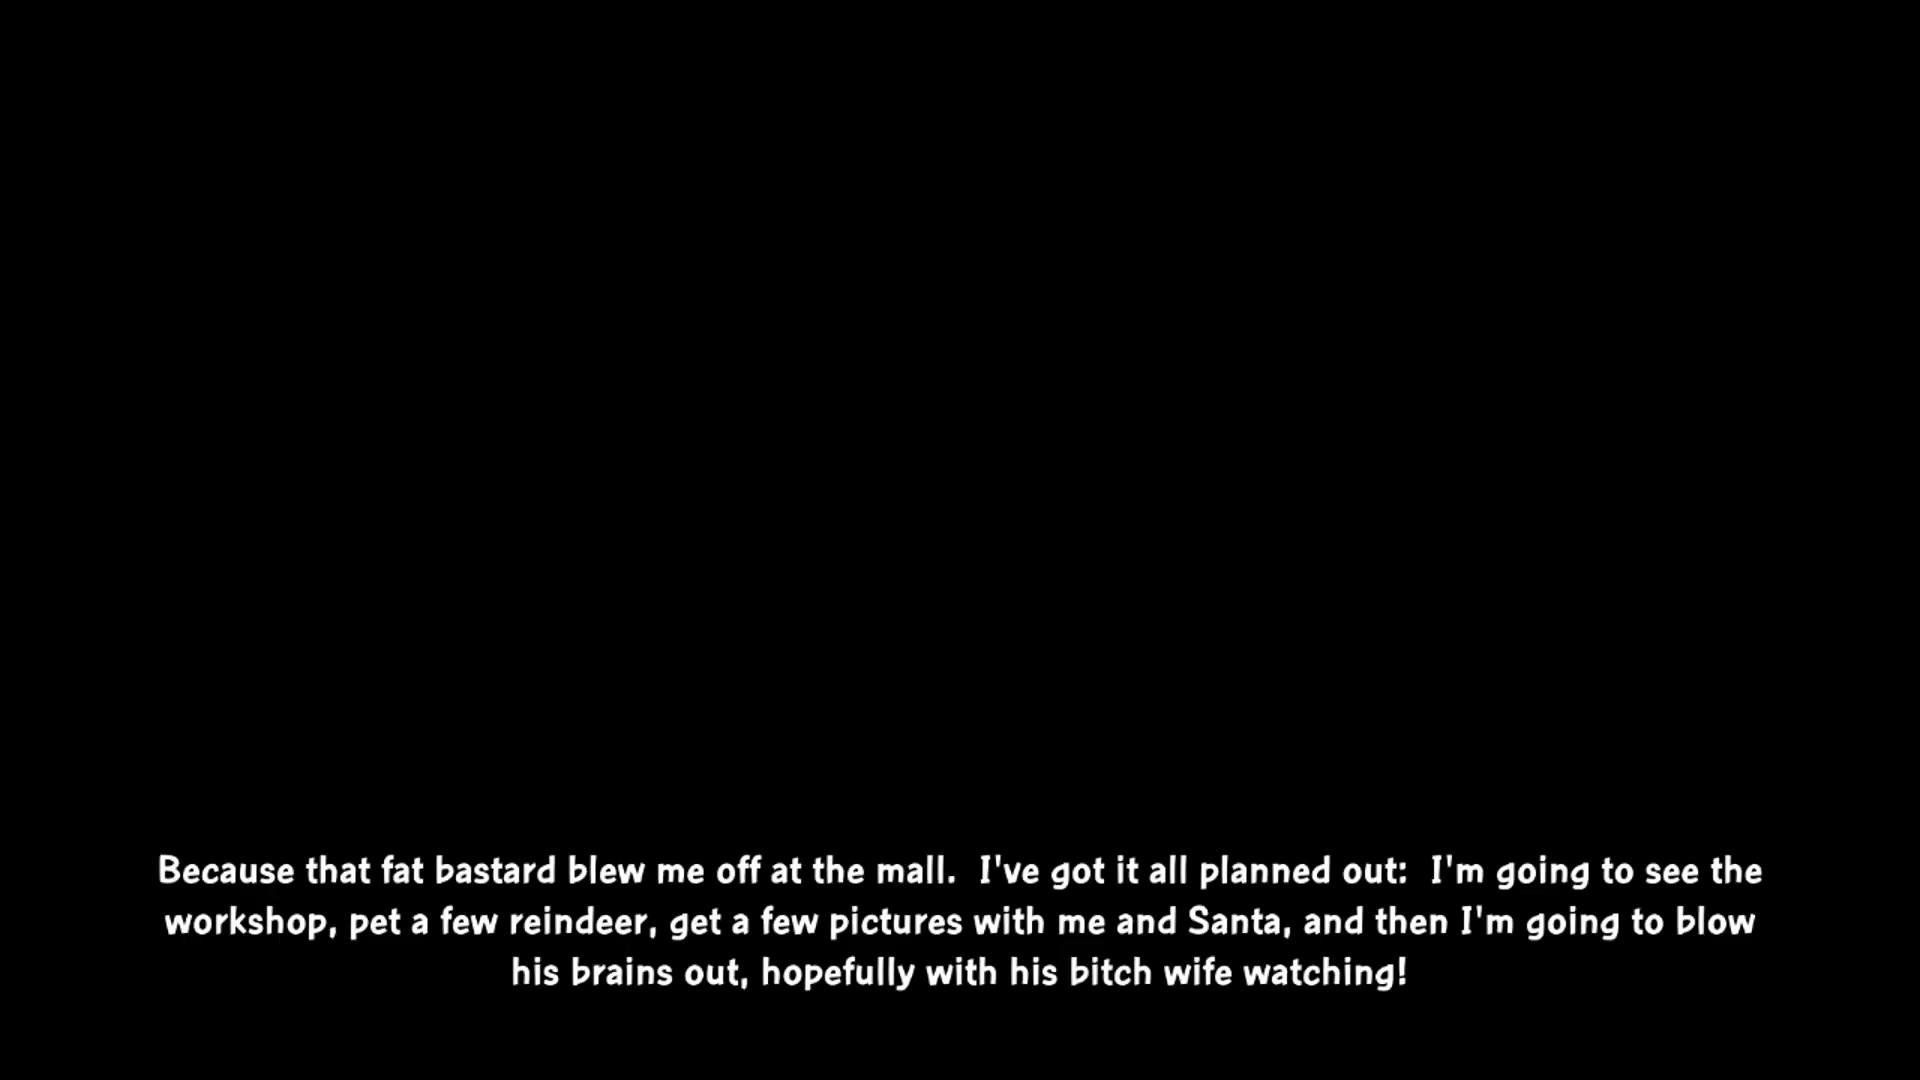 Because that fat bastard blew me off at the mall.  I've got it all planned out:  I'm going to see the
workshop, pet a few reindeer, get a few pictures with me and Santa, and then I'm going to blow
his brains out, hopefully with his bitch wife watching!